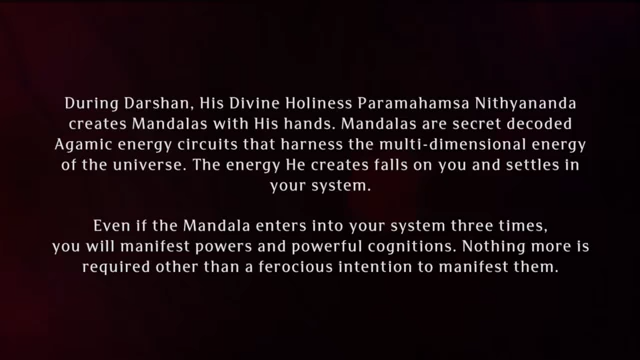 During Darshan, His Divine Holiness Paramahamsa Nithyananda
creates Mandalas with His hands. Mandalas are secret decoded
Agamic energy circuits that harness the multi-dimensional energy
of the universe. The energy He creates falls on you and settles in
your system.
Even if the Mandala enters into your system three times,
you will manifest powers and powerful cognitions. Nothing more is
required other than a ferocious intention to manifest them.